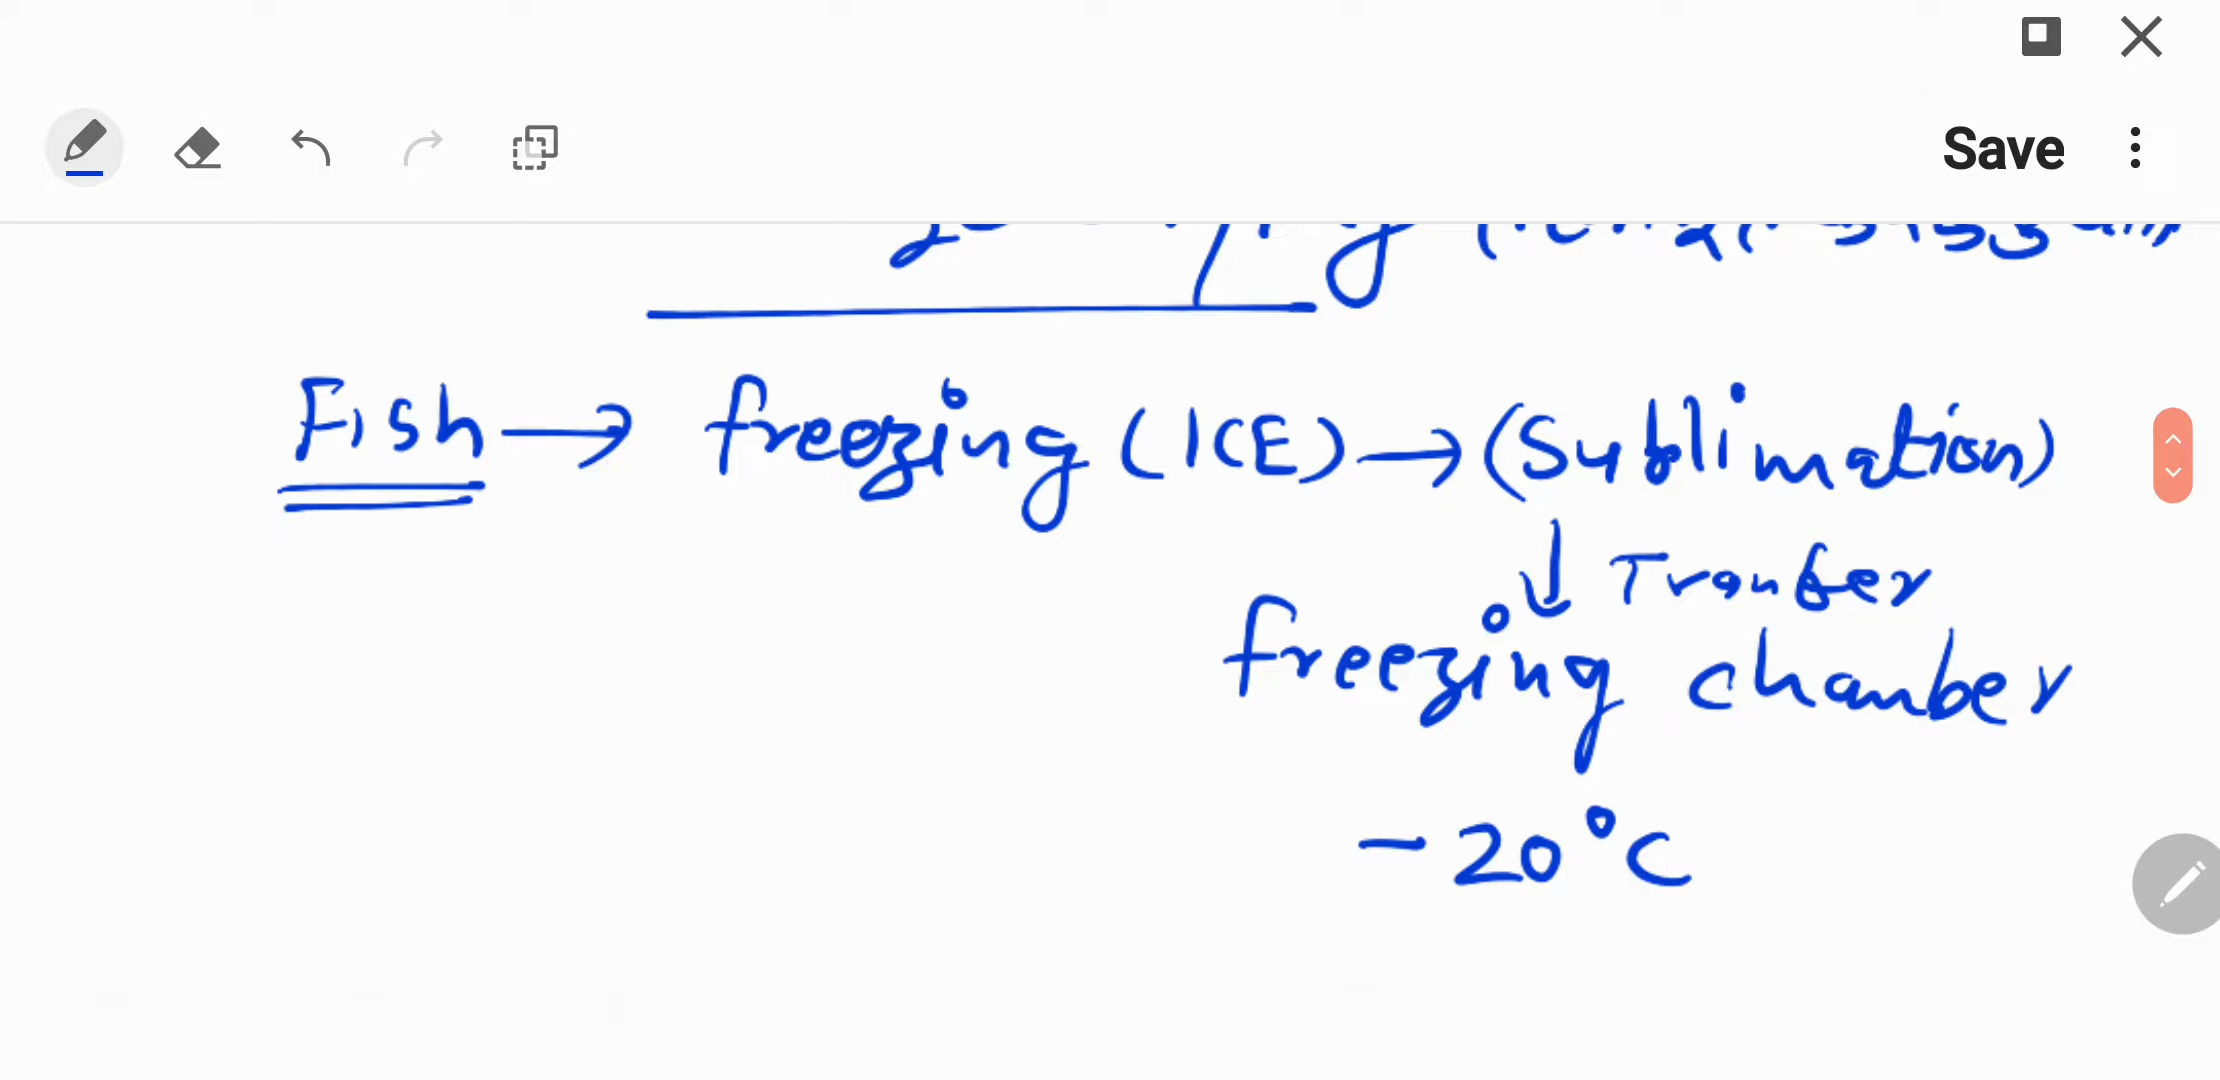 Save
Fish → freezing (ICE) → (Sublimation)
↓ Tranfer
freezing chamber
-20°C